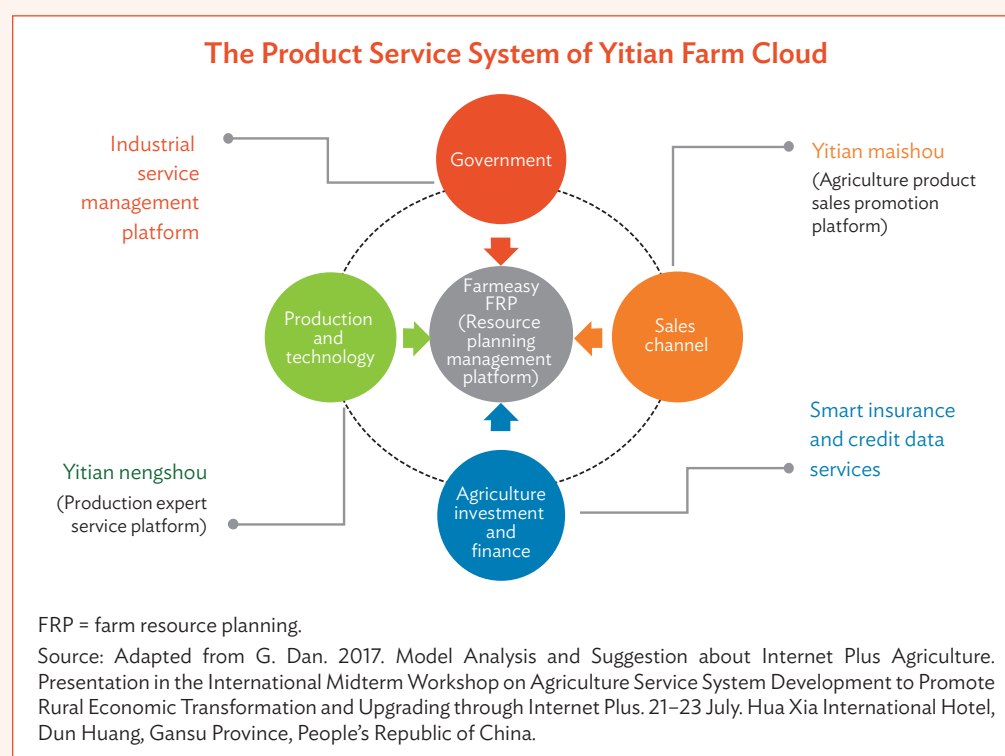 The Product Service System of Yitian Farm Cloud
Industrial
service
management
platform
Government
Yitian maishou
(Agriculture product
sales promotion
platform)
Production
and
technology
Farmeasy
FRP
(Resource
planning
management
platform)
Sales
channel
Yitian nengshou
(Production expert
service platform)
Agriculture
investment
and
finance
Smart insurance
and credit data
services
FRP = farm resource planning.
Source: Adapted from G. Dan. 2017. Model Analysis and Suggestion about Internet Plus Agriculture.
Presentation in the International Midterm Workshop on Agriculture Service System Development to Promote
Rural Economic Transformation and Upgrading through Internet Plus. 21–23 July. Hua Xia International Hotel,
Dun Huang, Gansu Province, People's Republic of China.